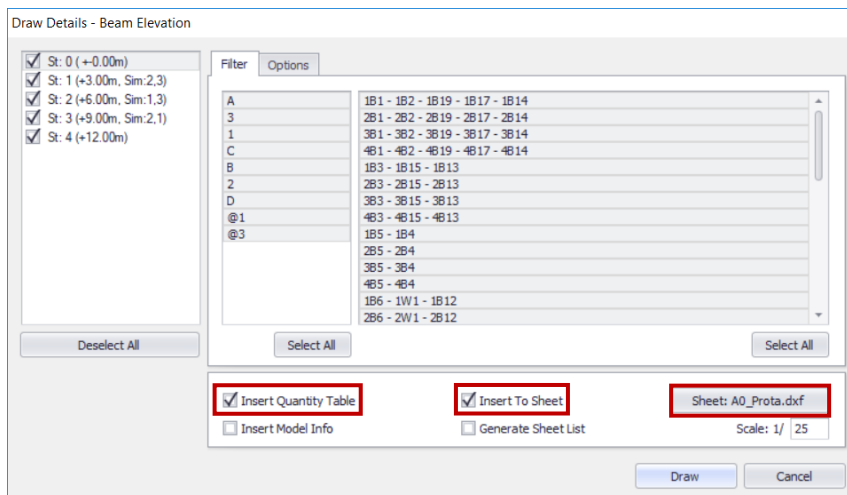 Draw Details - Beam Elevation
St: 0 ( +-0.00m)
St: 1 (+3.00m, Sim:2,3)
St: 2 (+6.00m, Sim:1,3)
St: 3 (+9.00m, Sim:2,1)
St: 4 (+12.00m)
Deselect All
Filter Options
A
3
1
C
B
2
D
@1
@3
Select All
1B1 - 1B2 - 1B19 - 1B17 - 1B14
2B1 - 2B2 - 2B19 - 2B17 - 2B14
3B1 - 3B2 - 3B19 - 3B17 - 3B14
4B1 - 4B2 - 4B19 - 4B17 - 4B14
1B3 - 1B15 - 1B13
2B3 - 2B15 - 2B13
3B3 - 3B15 - 3B13
4B3 - 4B15 - 4B13
1B5 - 1B4
2B5 - 2B4
3B5 - 3B4
4B5 - 4B4
1B6 - 1W1 - 1B12
2B6 - 2W1 - 2B12
Select All
Insert Quantity Table
Insert To Sheet
Sheet: A0_Prota.dxf
Insert Model Info
Generate Sheet List
Scale: 1/ 25
Draw
Cancel